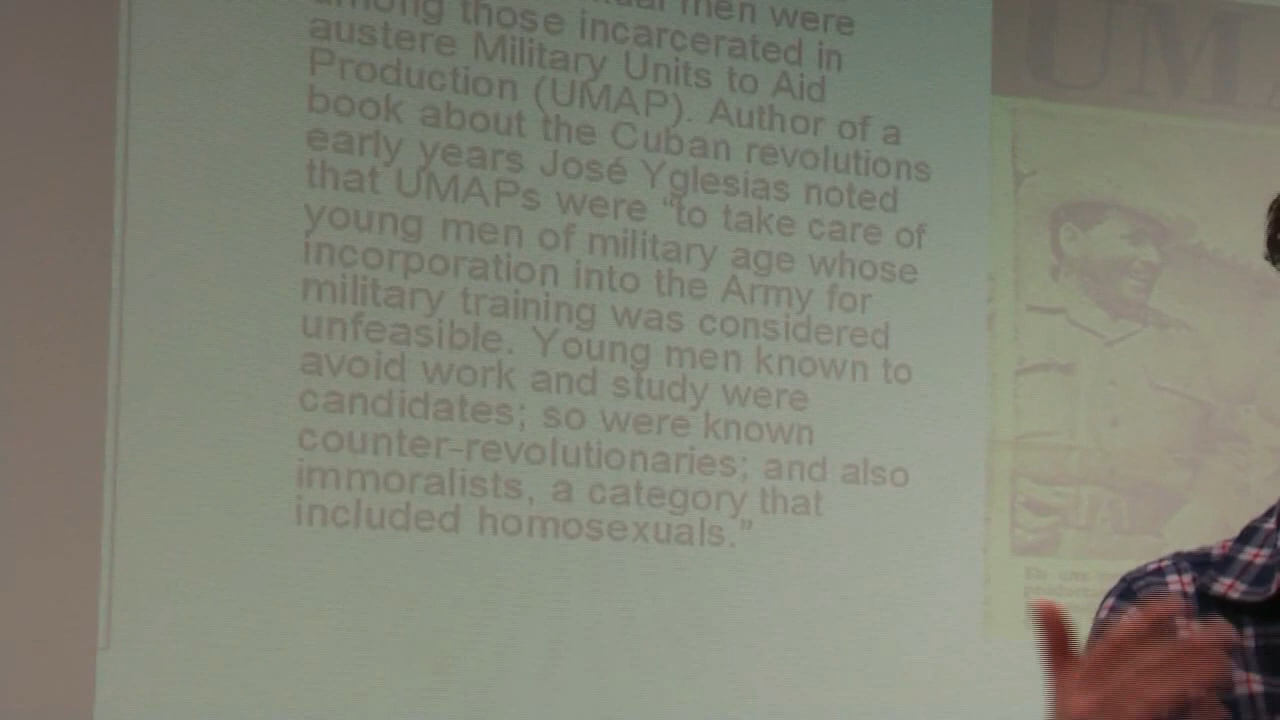 men were
among those incarcerated in
austere Military Units to Aid
Production (UMAP). Author of a
book about the Cuban revolutions
early years José Yglesias noted
that UMAPs were “to take care of
young men of military age whose
incorporation into the Army for
military training was considered
unfeasible. Young men known to
avoid work and study were
candidates; so were known
counter-revolutionaries; and also
immoralists, a category that
included homosexuals.”
UMA